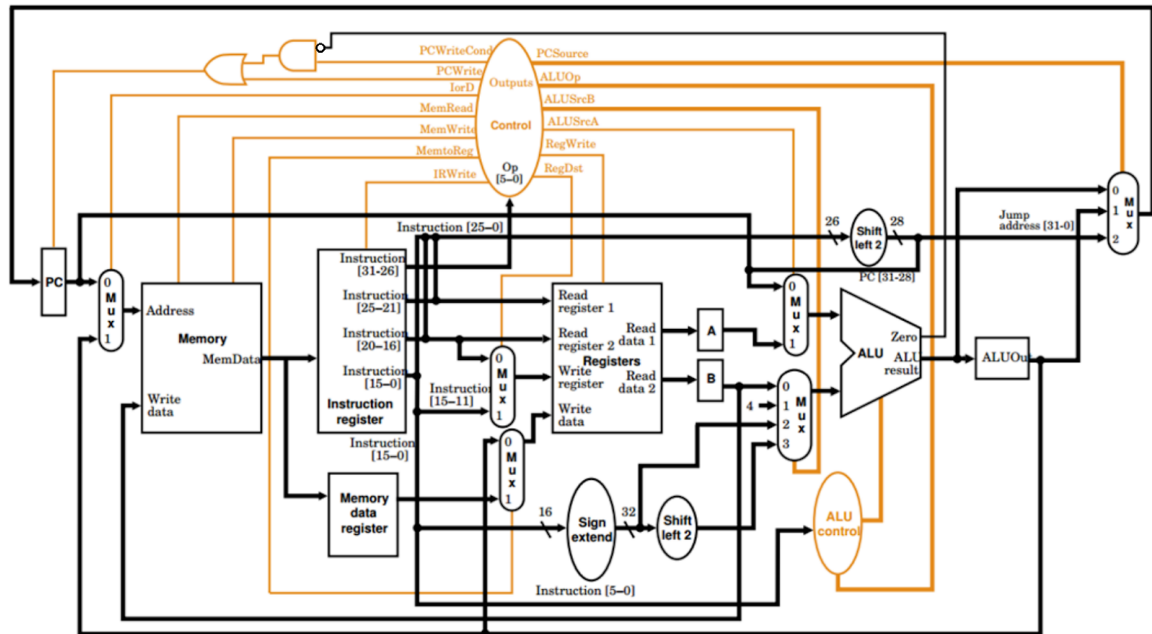 PCWriteCond
PCSource
PCWrite
ALUOp
IorD
Outputs
ALUSrcB
MemRead
ALUSrcA
Control
MemWrite
RegWrite
MemtoReg
Op
[5–0]
RegDst
IRWrite
Instruction [25–0]
26
28
Shift
left 2
Jump
address [31-0]
0
1
2
M
u
x
PC [31-28]
PC
0
M
u
x
1
Address
Memory
MemData
Write
data
Instruction
[31-26]
Instruction
[25–21]
Instruction
[20–16]
Instruction
[15–0]
Instruction
register
Instruction
[15–11]
Instruction
[15–0]
0
M
u
x
1
0
M
u
x
1
Read
register 1
Read
register 2
Registers
Write
register
Write
data
Read
data 1
Read
data 2
A
B
0
M
u
x
1
4
0
1
2
3
M
u
x
Zero
ALU
ALU
result
ALUOut
Memory
data
register
16
Sign
extend
32
Shift
left 2
ALU
control
Instruction [5–0]